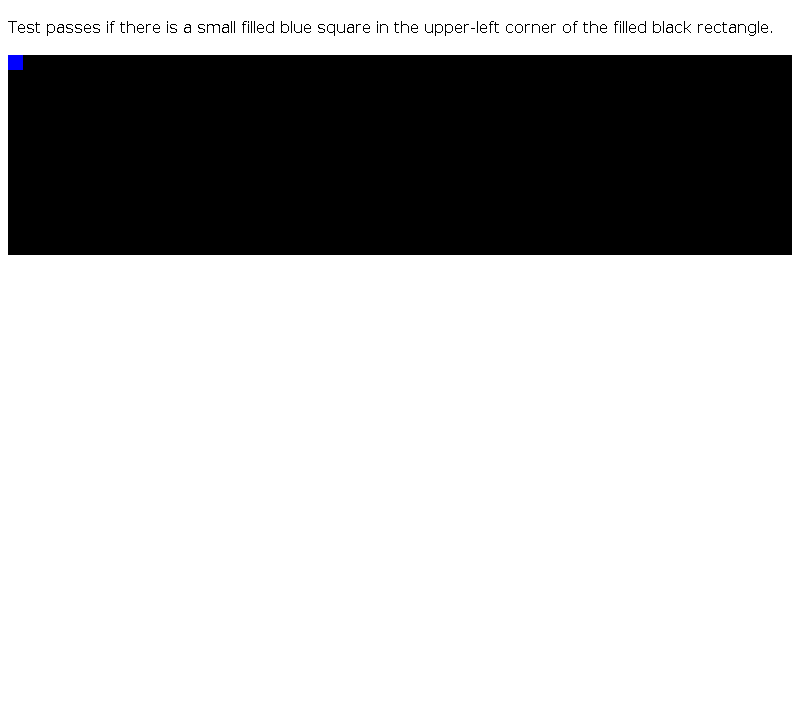 Test passes if there is a small filled blue square in the upper-left corner of the filled black rectangle.